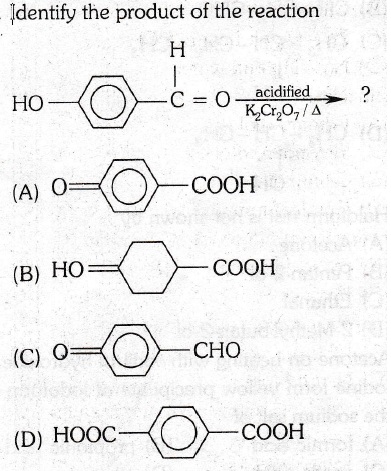 . Identify the product of the reaction
H
HO C = O acidified K₂Cr₂O₇ / Δ ?
(A) O= COOH
(B) HO= COOH
(C) O= CHO
(D) HOOC COOH